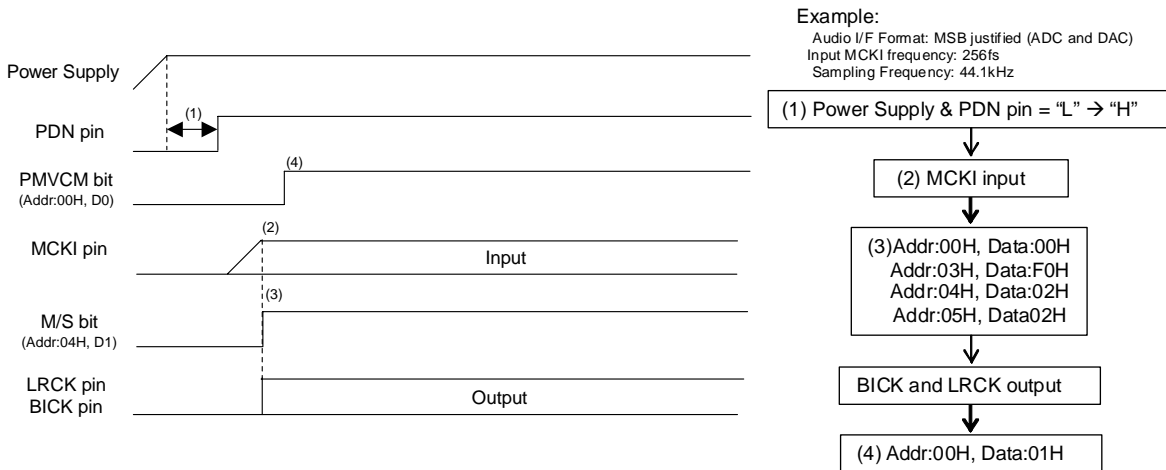 Power Supply
(1)
PDN pin
PMVCM bit
(Addr:00H, D0)
(4)
MCKI pin
(2)
Input
M/S bit
(Addr:04H, D1)
(3)
LRCK pin
BICK pin
Output
Example:
Audio I/F Format: MSB justified (ADC and DAC)
Input MCKI frequency: 256fs
Sampling Frequency: 44.1kHz
(1) Power Supply & PDN pin = “L” → “H”
(2) MCKI input
(3)Addr:00H, Data:00H
Addr:03H, Data:F0H
Addr:04H, Data:02H
Addr:05H, Data02H
BICK and LRCK output
(4) Addr:00H, Data:01H